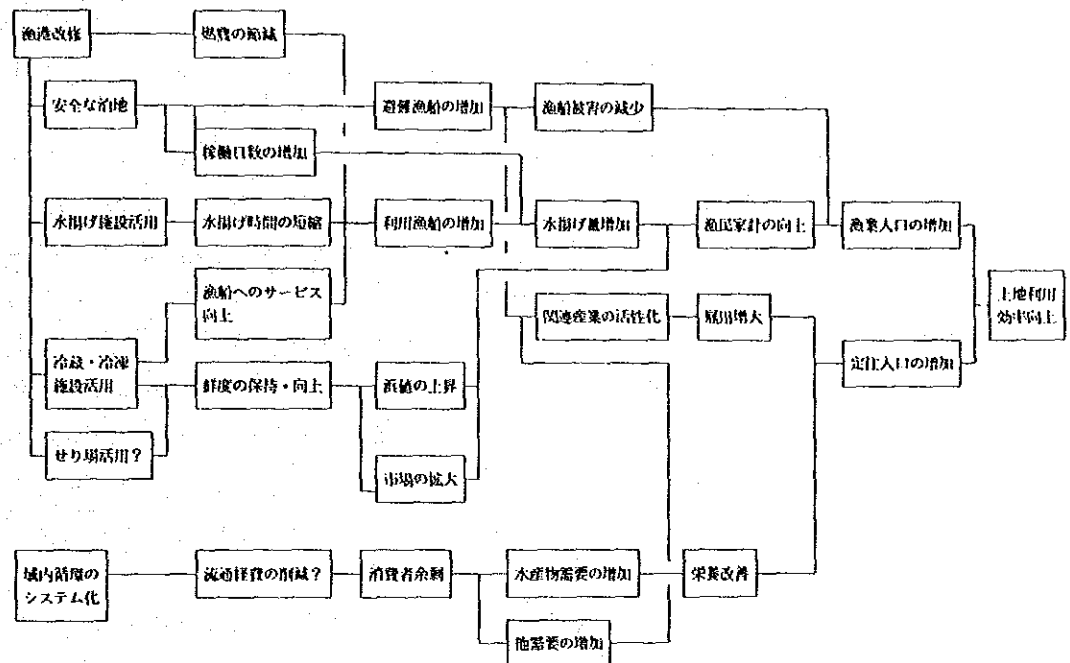 漁港改修
燃費の節減
安全な泊地
避難漁船の増加
漁船被害の減少
稼働日数の増加
水揚げ施設活用
水揚げ時間の短縮
利用漁船の増加
水揚げ量増加
漁民家計の向上
漁業人口の増加
漁船へのサービス
向上
関連産業の活性化
雇用増大
土地利用
効率向上
冷蔵・冷凍
施設活用
鮮度の保持・向上
浜値の上昇
定住人口の増加
せり場活用?
市場の拡大
域内循環の
システム化
流通経費の削減?
消費者余剰
水産物需要の増加
栄養改善
他需要の増加